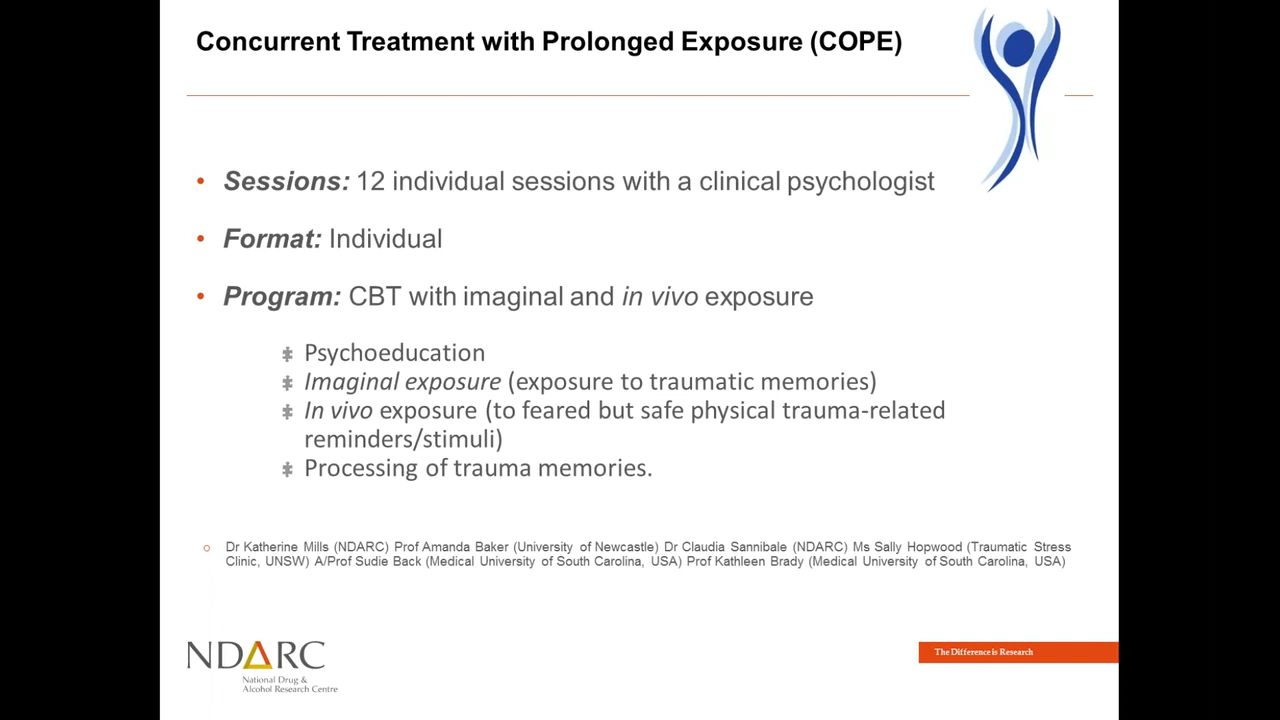 Concurrent Treatment with Prolonged Exposure (COPE)
• Sessions: 12 individual sessions with a clinical psychologist
• Format: Individual
• Program: CBT with imaginal and in vivo exposure
Psychoeducation
Imaginal exposure (exposure to traumatic memories)
In vivo exposure (to feared but safe physical trauma-related
reminders/stimuli)
Processing of trauma memories.
Dr Katherine Mills (NDARC) Prof Amanda Baker (University of Newcastle) Dr Claudia Sannibale (NDARC) Ms Sally Hopwood (Traumatic Stress
Clinic, UNSW) A/Prof Sudie Back (Medical University of South Carolina, USA) Prof Kathleen Brady (Medical University of South Carolina, USA)
NDARC
National Drug &
Alcohol Research Centre
The Difference is Research